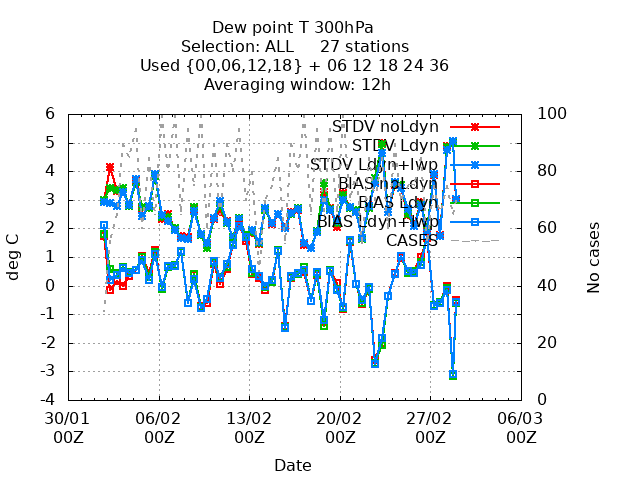 Dew point T 300hPa
Selection: ALL 27 stations
Used {00,06,12,18} + 06 12 18 24 36
Averaging window: 12h
6 100
STDV noLdyn
5
STDV Ldyn
4 80
STDV Ldyn+lwp
3
BIAS noLdyn
BIAS Ldyn
2 60
BIAS Ldyn+lwp
CASES
1
0 40
-1
-2 20
-3
-4 0
deg C
No cases
30/01 06/02 13/02 20/02 27/02 06/03
00Z 00Z 00Z 00Z 00Z 00Z
Date